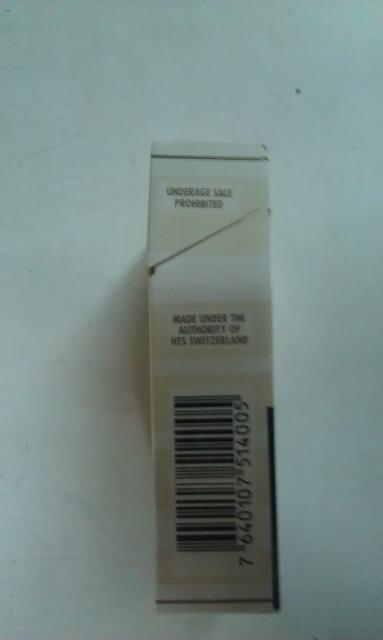 UNDERAGE SALE
PROHIBITED
MADE UNDER THE
AUTHORITY OF
HTS SWITZERLAND
7 640107 514005